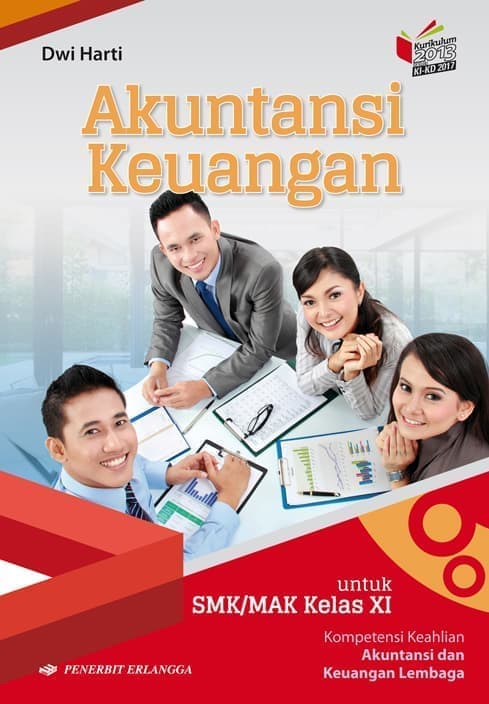 Dwi Harti
Kurikulum
2013
KI-KD 2017
Akuntansi
Keuangan
untuk
SMK/MAK Kelas XI
Kompetensi Keahlian
Akuntansi dan
Keuangan Lembaga
PENERBIT ERLANGGA